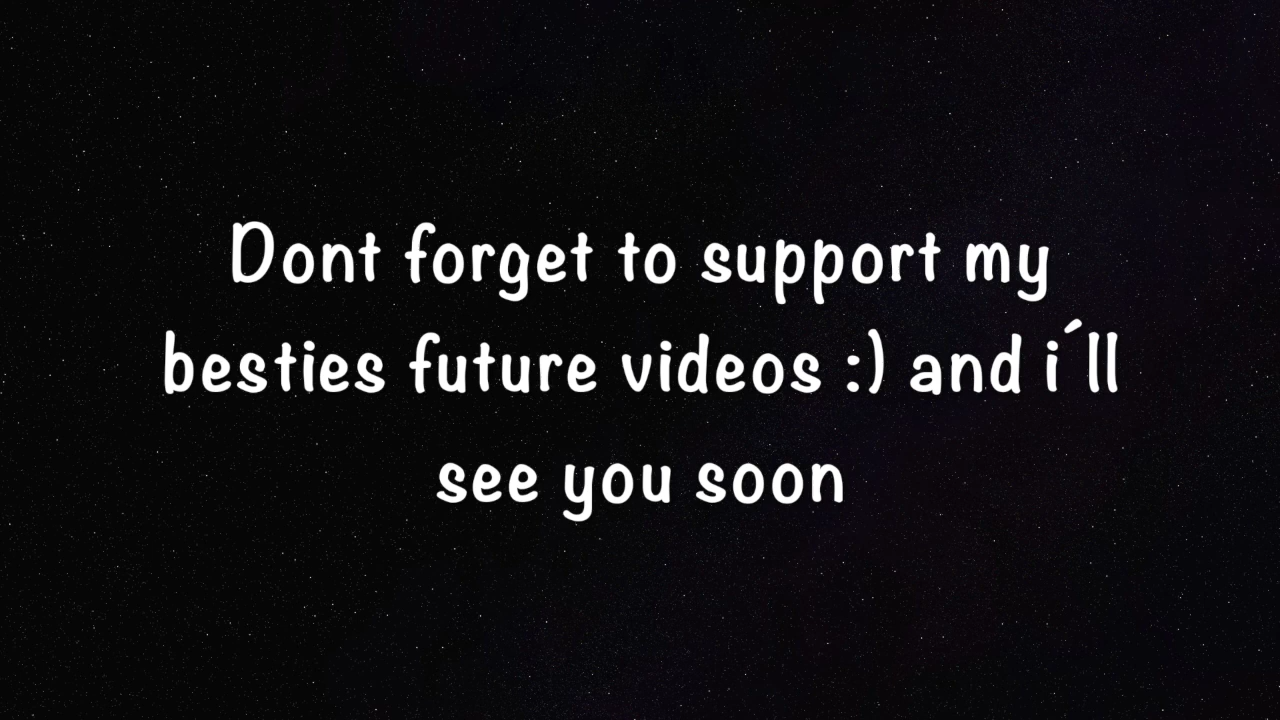 Dont forget to support my
besties future videos :) and i´ll
see you soon